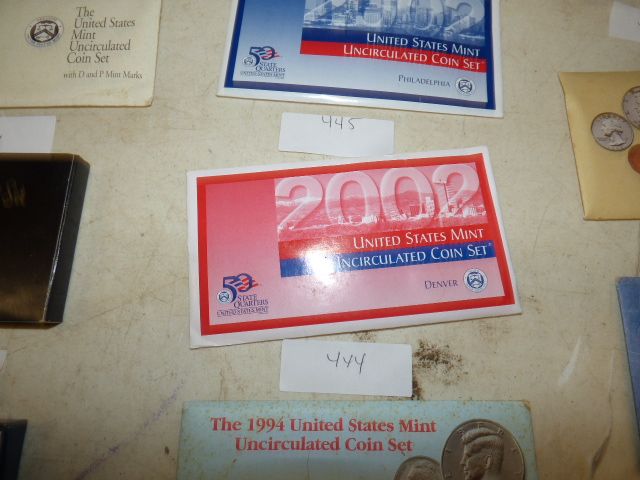 The
United States
Mint
Uncirculated
Coin Set
with D and P Mint Marks
2002
UNITED STATES MINT
UNCIRCULATED COIN SET
50
STATE
QUARTERS
UNITED STATES MINT
PHILADELPHIA
445
2002
UNITED STATES MINT
UNCIRCULATED COIN SET
50
STATE
QUARTERS
UNITED STATES MINT
DENVER
444
The 1994 United States Mint
Uncirculated Coin Set